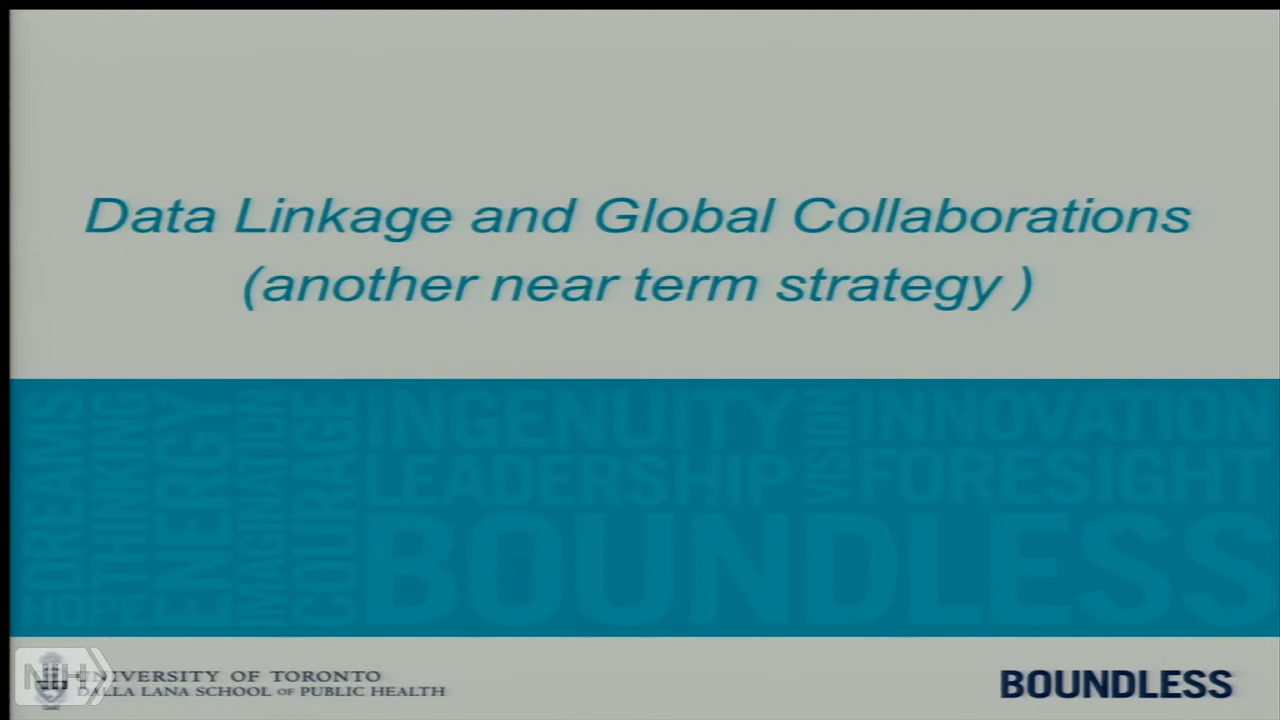 Data Linkage and Global Collaborations
(another near term strategy )
DREAMS
HOPE
THINKING
ENERGY
IMAGINATION
COURAGE
INGENUITY
LEADERSHIP
VISION
INNOVATION
FORESIGHT
BOUNDLESS
NIH
UNIVERSITY OF TORONTO
DALLA LANA SCHOOL OF PUBLIC HEALTH
BOUNDLESS